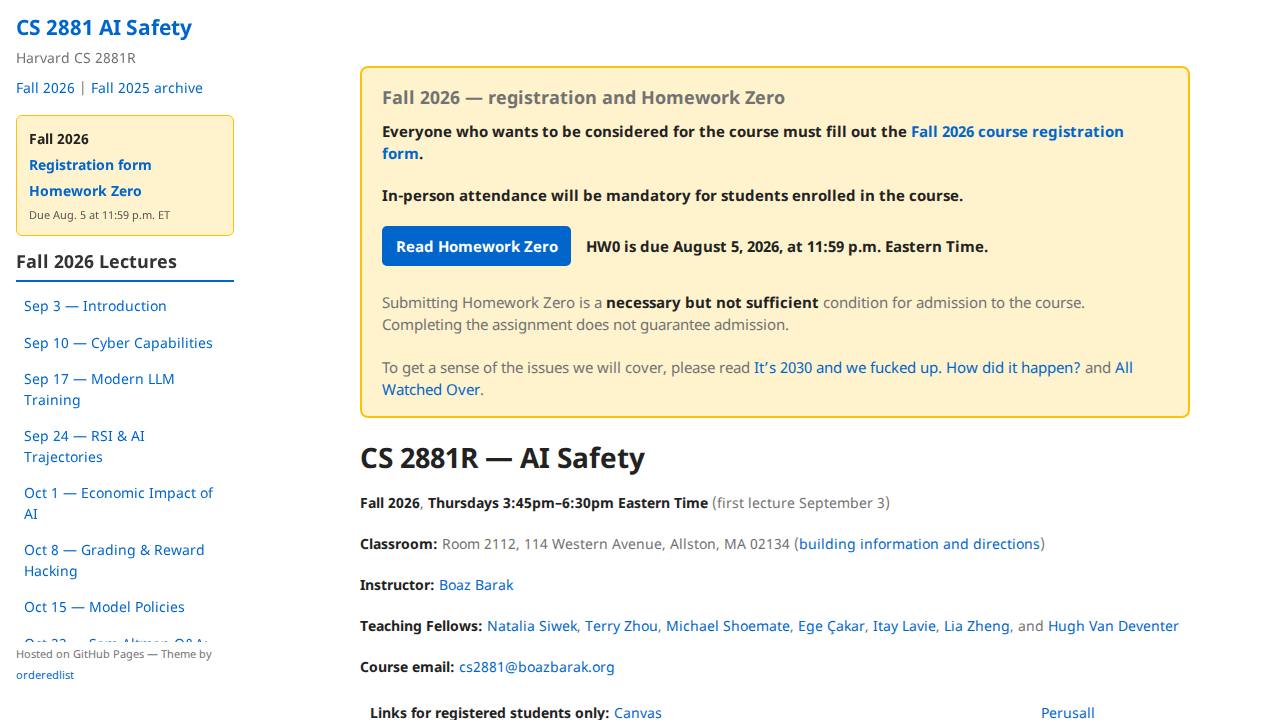 CS 2881 AI Safety
Harvard CS 2881R
Fall 2026 | Fall 2025 archive
Fall 2026
Registration form
Homework Zero
Due Aug. 5 at 11:59 p.m. ET
Fall 2026 Lectures
Sep 3 — Introduction
Sep 10 — Cyber Capabilities
Sep 17 — Modern LLM
Training
Sep 24 — RSI & AI
Trajectories
Oct 1 — Economic Impact of
AI
Oct 8 — Grading & Reward
Hacking
Oct 15 — Model Policies
Hosted on GitHub Pages — Theme by
orderedlist
Fall 2026 — registration and Homework Zero
Everyone who wants to be considered for the course must fill out the Fall 2026 course registration
form.
In-person attendance will be mandatory for students enrolled in the course.
Read Homework Zero HW0 is due August 5, 2026, at 11:59 p.m. Eastern Time.
Submitting Homework Zero is a necessary but not sufficient condition for admission to the course.
Completing the assignment does not guarantee admission.
To get a sense of the issues we will cover, please read It’s 2030 and we fucked up. How did it happen? and All
Watched Over.
CS 2881R — AI Safety
Fall 2026, Thursdays 3:45pm–6:30pm Eastern Time (first lecture September 3)
Classroom: Room 2112, 114 Western Avenue, Allston, MA 02134 (building information and directions)
Instructor: Boaz Barak
Teaching Fellows: Natalia Siwek, Terry Zhou, Michael Shoemate, Ege Çakar, Itay Lavie, Lia Zheng, and Hugh Van Deventer
Course email: cs2881@boazbarak.org
Links for registered students only: Canvas Perusall